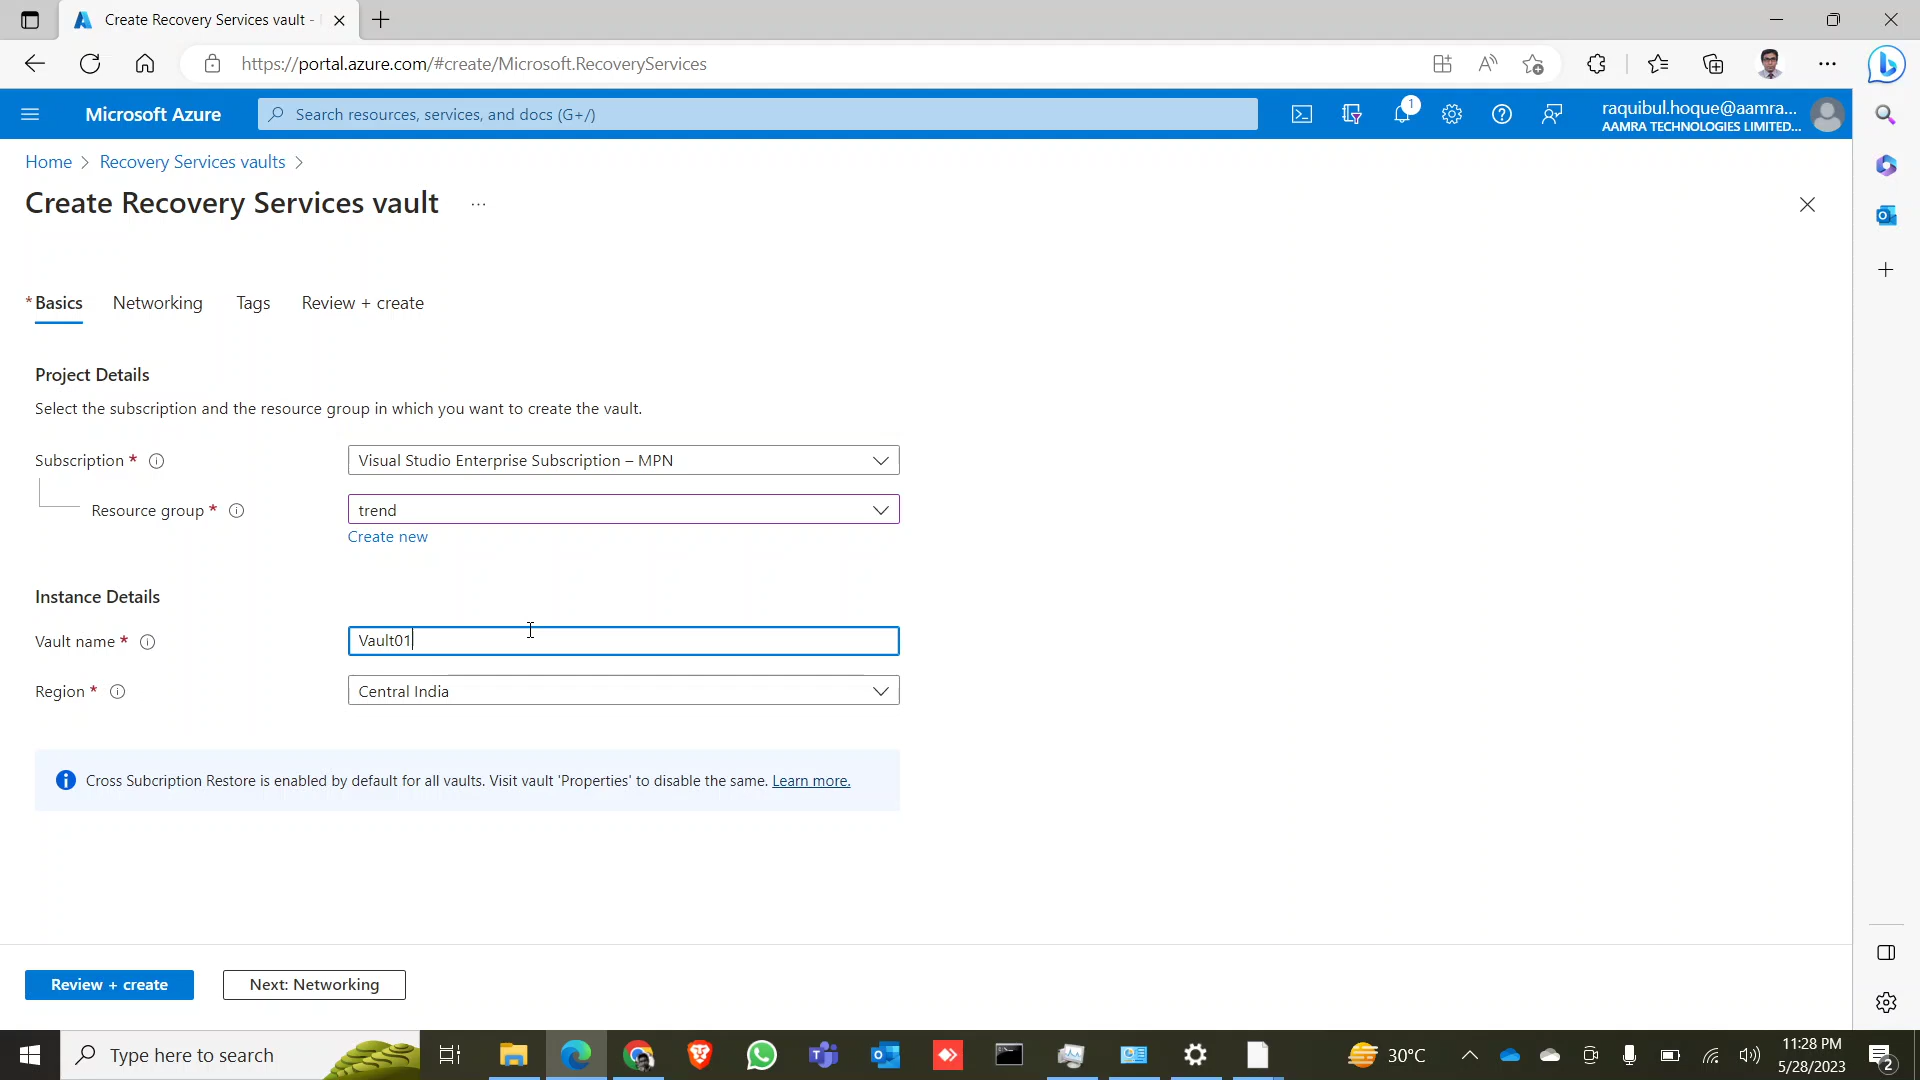 Create Recovery Services vault -
https://portal.azure.com/#create/Microsoft.RecoveryServices
Microsoft Azure
Search resources, services, and docs (G+/)
1
raquibul.hoque@aamra...
AAMRA TECHNOLOGIES LIMITED...
Home > Recovery Services vaults >
Create Recovery Services vault ...
* Basics Networking Tags Review + create
Project Details
Select the subscription and the resource group in which you want to create the vault.
Subscription * Visual Studio Enterprise Subscription – MPN
Resource group * trend
Create new
Instance Details
Vault name * Vault01
Region * Central India
Cross Subcription Restore is enabled by default for all vaults. Visit vault 'Properties' to disable the same. Learn more.
Review + create Next: Networking
Type here to search
30°C
11:28 PM
5/28/2023
2